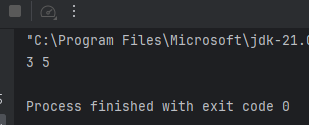 "C:\Program Files\Microsoft\jdk-21.0
3 5
Process finished with exit code 0